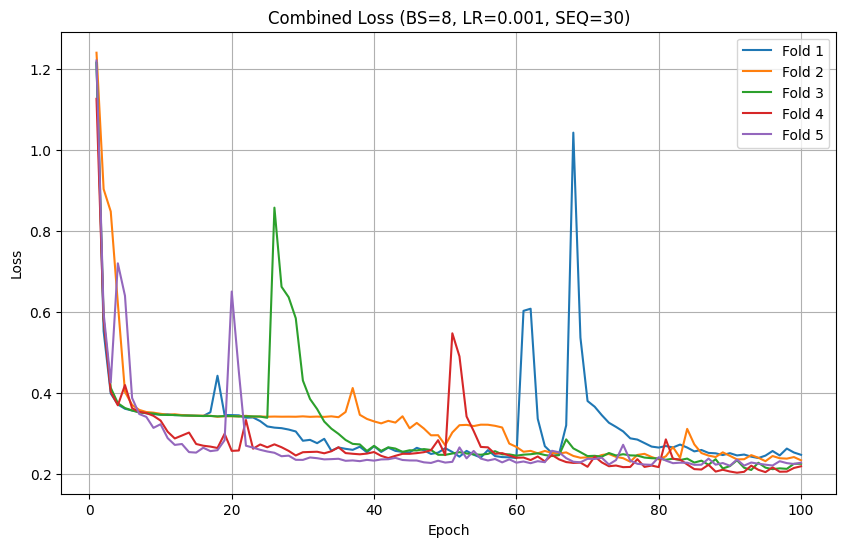 Combined Loss (BS=8, LR=0.001, SEQ=30)
Fold 1
Fold 2
Fold 3
Fold 4
Fold 5
Loss
1.2
1.0
0.8
0.6
0.4
0.2
0 20 40 60 80 100
Epoch